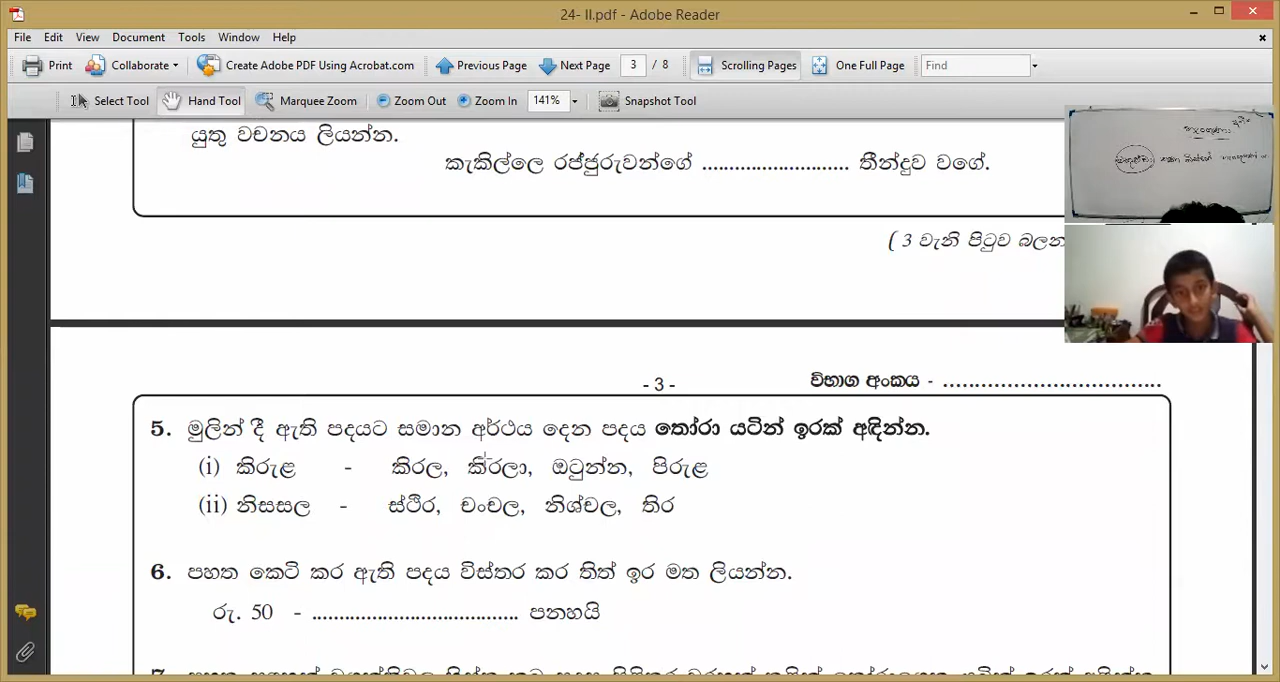 24- II.pdf - Adobe Reader
File Edit View Document Tools Window Help
Print Collaborate Create Adobe PDF Using Acrobat.com Previous Page Next Page 3 / 8 Scrolling Pages One Full Page Find
Select Tool Hand Tool Marquee Zoom Zoom Out Zoom In 141% Snapshot Tool
යුතු වචනය ලියන්න.
කැකිල්ලෙ රජ්ජුරුවන්ගේ ........................... තීන්දුව වගේ.
( 3 වැනි පිටුව බලන
- 3 -
විභාග අංකය - ..................................
5. මුලින් දී ඇති පදයට සමාන අර්ථය දෙන පදය තෝරා යටින් ඉරක් අඳින්න.
(i) කිරුළ - කිරල, කිරලා, ඔටුන්න, පිරුළ
(ii) නිසසල - ස්ථිර, චංචල, නිශ්චල, තිර
6. පහත කෙටි කර ඇති පදය විස්තර කර තිත් ඉර මත ලියන්න.
රු. 50 - ...................................... පනහයි